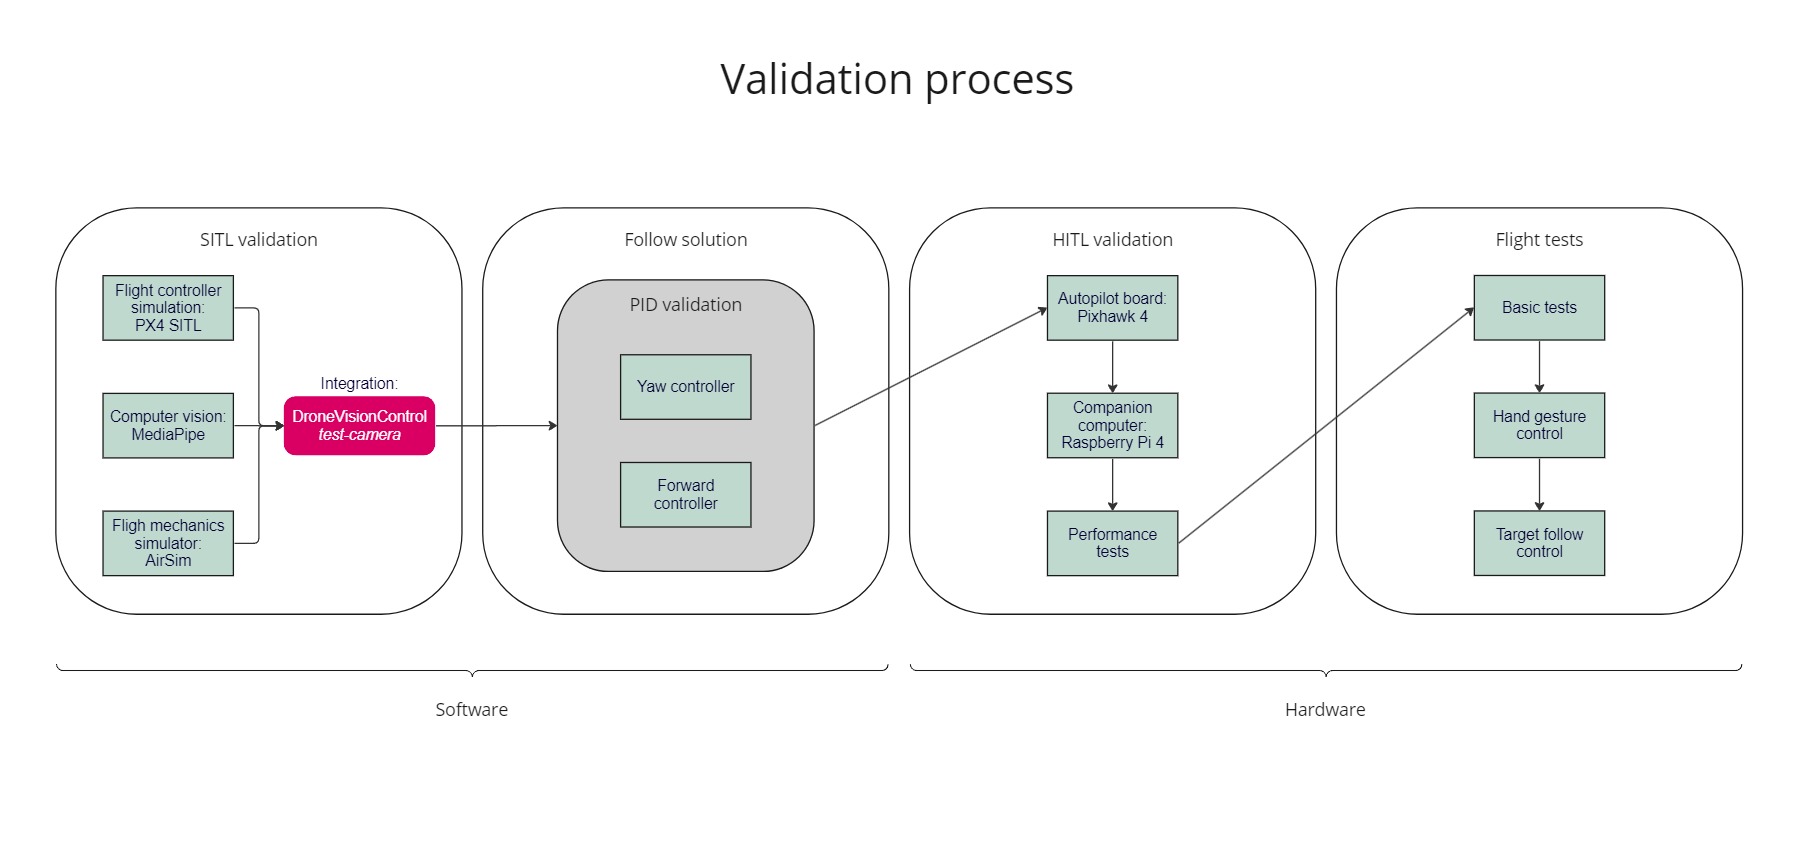 Validation process
SITL validation
Flight controller
simulation:
PX4 SITL
Computer vision:
MediaPipe
Fligh mechanics
simulator:
AirSim
Integration:
DroneVisionControl
test-camera
Follow solution
PID validation
Yaw controller
Forward
controller
HITL validation
Autopilot board:
Pixhawk 4
Companion
computer:
Raspberry Pi 4
Performance
tests
Flight tests
Basic tests
Hand gesture
control
Target follow
control
Software
Hardware